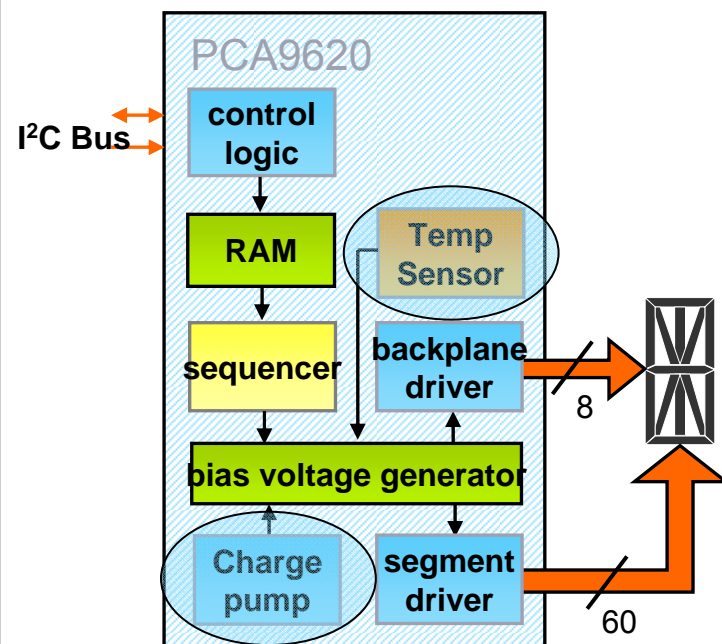 PCA9620
control
logic
I²C Bus
RAM
Temp
Sensor
sequencer
backplane
driver
8
bias voltage generator
Charge
pump
segment
driver
60